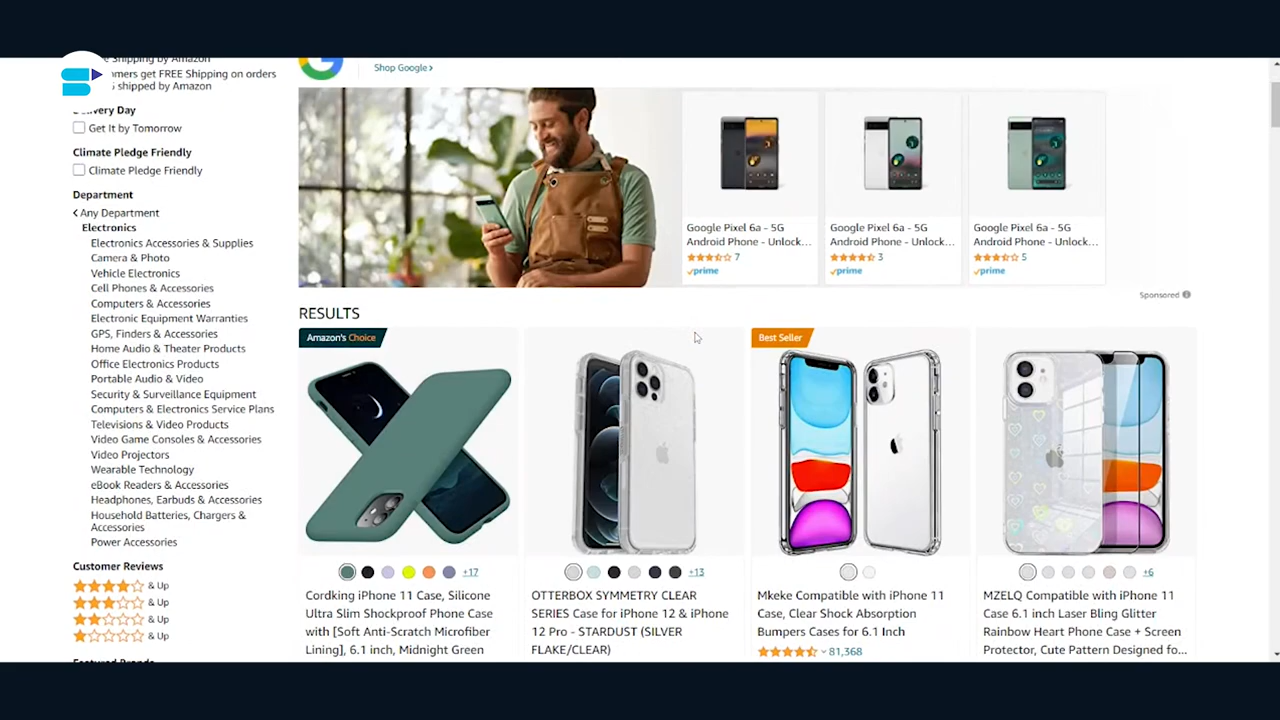 Shipping by Amazon
mers get FREE Shipping on orders
shipped by Amazon
Delivery Day
Get It by Tomorrow
Climate Pledge Friendly
Climate Pledge Friendly
Department
Any Department
Electronics
Electronics Accessories & Supplies
Camera & Photo
Vehicle Electronics
Cell Phones & Accessories
Computers & Accessories
Electronic Equipment Warranties
GPS, Finders & Accessories
Home Audio & Theater Products
Office Electronics Products
Portable Audio & Video
Security & Surveillance Equipment
Computers & Electronics Service Plans
Televisions & Video Products
Video Game Consoles & Accessories
Video Projectors
Wearable Technology
eBook Readers & Accessories
Headphones, Earbuds & Accessories
Household Batteries, Chargers &
Accessories
Power Accessories
Customer Reviews
& Up
& Up
& Up
& Up
Featured Brands
Shop Google ›
Google Pixel 6a - 5G
Android Phone - Unlock...
7
prime
Google Pixel 6a - 5G
Android Phone - Unlock...
3
prime
Google Pixel 6a - 5G
Android Phone - Unlock...
5
prime
Sponsored
RESULTS
Amazon's Choice
+17
Cordking iPhone 11 Case, Silicone
Ultra Slim Shockproof Phone Case
with [Soft Anti-Scratch Microfiber
Lining], 6.1 inch, Midnight Green
+13
OTTERBOX SYMMETRY CLEAR
SERIES Case for iPhone 12 & iPhone
12 Pro - STARDUST (SILVER
FLAKE/CLEAR)
Best Seller
Mkeke Compatible with iPhone 11
Case, Clear Shock Absorption
Bumpers Cases for 6.1 Inch
81,368
+6
MZELQ Compatible with iPhone 11
Case 6.1 inch Laser Bling Glitter
Rainbow Heart Phone Case + Screen
Protector, Cute Pattern Designed fo...